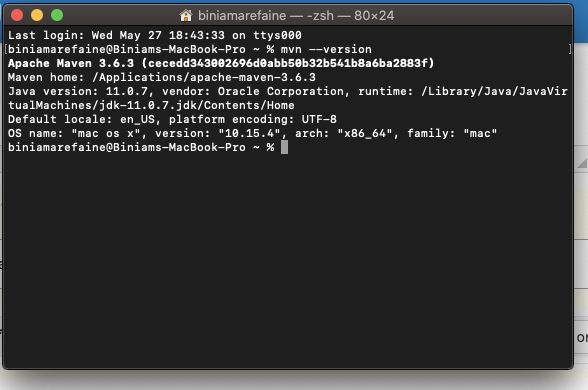 biniamarefaine — -zsh — 80×24
Last login: Wed May 27 18:43:33 on ttys000
[biniamarefaine@Biniams-MacBook-Pro ~ % mvn --version ]
Apache Maven 3.6.3 (cecedd343002696d0abb50b32b541b8a6ba2883f)
Maven home: /Applications/apache-maven-3.6.3
Java version: 11.0.7, vendor: Oracle Corporation, runtime: /Library/Java/JavaVir
tualMachines/jdk-11.0.7.jdk/Contents/Home
Default locale: en_US, platform encoding: UTF-8
OS name: "mac os x", version: "10.15.4", arch: "x86_64", family: "mac"
biniamarefaine@Biniams-MacBook-Pro ~ %